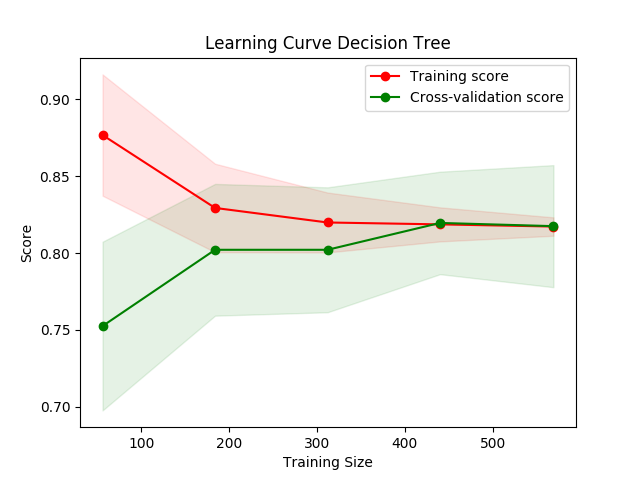 Learning Curve Decision Tree
Training score
Cross-validation score
0.90
0.85
0.80
0.75
0.70
Score
100
200
300
400
500
Training Size